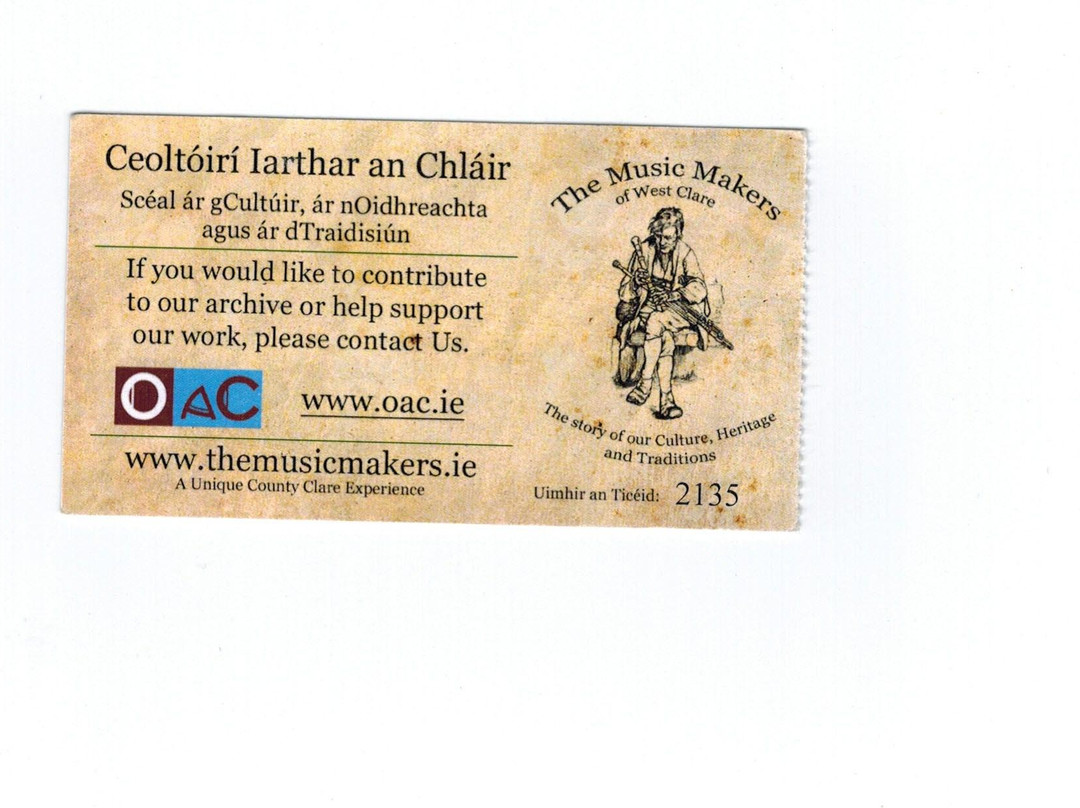 Ceoltóirí Iarthar an Chláir
Scéal ár gCultúir, ár nOidhreachta
agus ár dTraidisiún
If you would like to contribute
to our archive or help support
our work, please contact Us.
OAC
www.oac.ie
www.themusicmakers.ie
A Unique County Clare Experience
The Music Makers
of West Clare
The story of our Culture, Heritage
and Traditions
Uimhir an Ticéid: 2135